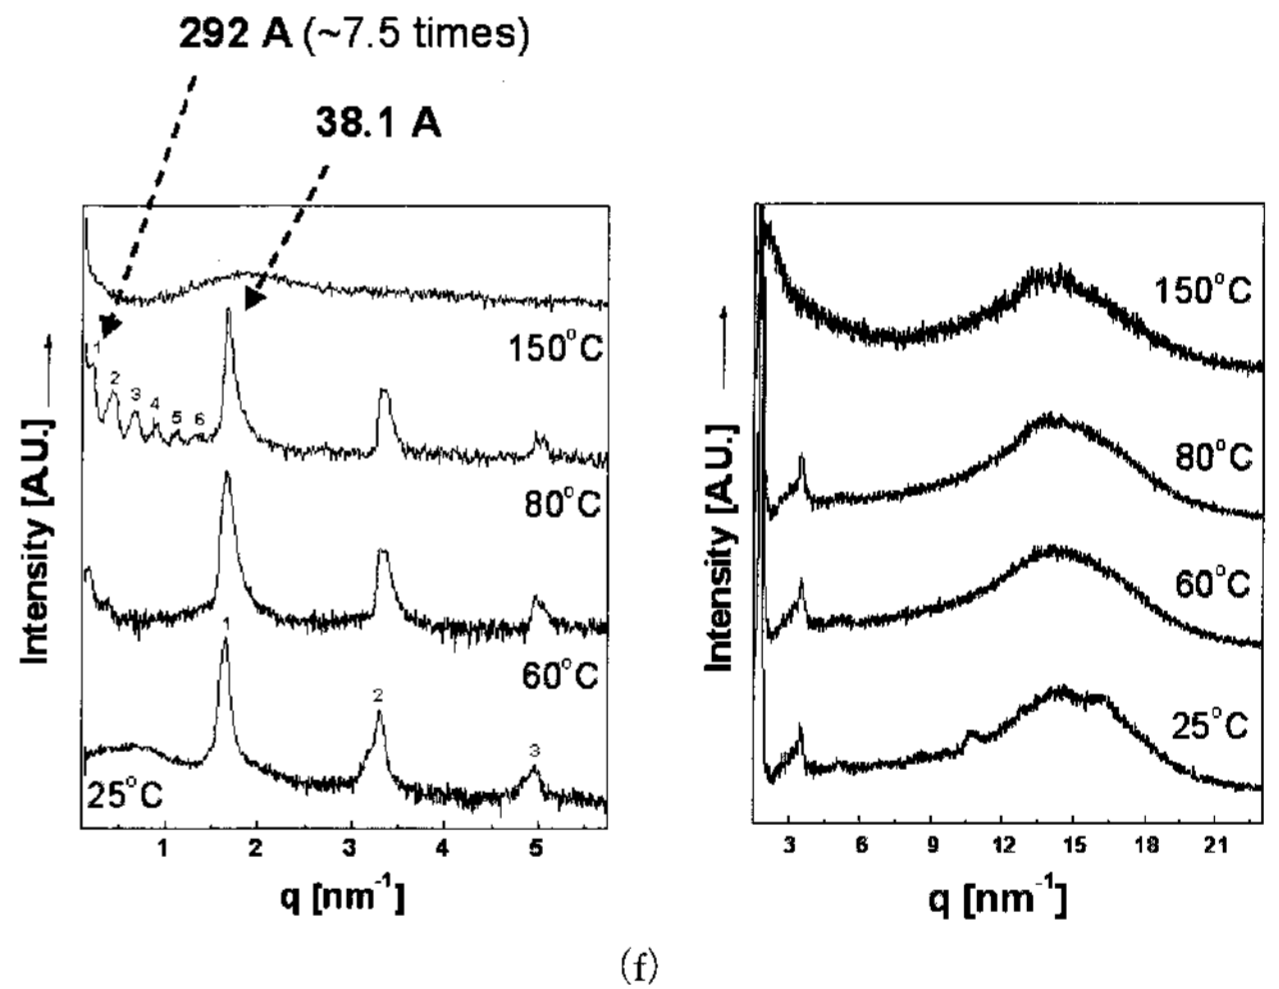 292 A (~7.5 times)
38.1 A
Intensity [A.U.]
150°C
1
2
3
4
5
6
80°C
60°C
1
2
3
25°C
1 2 3 4 5
q [nm⁻¹]
Intensity [A.U.]
150°C
80°C
60°C
25°C
3 6 9 12 15 18 21
q [nm⁻¹]
(f)